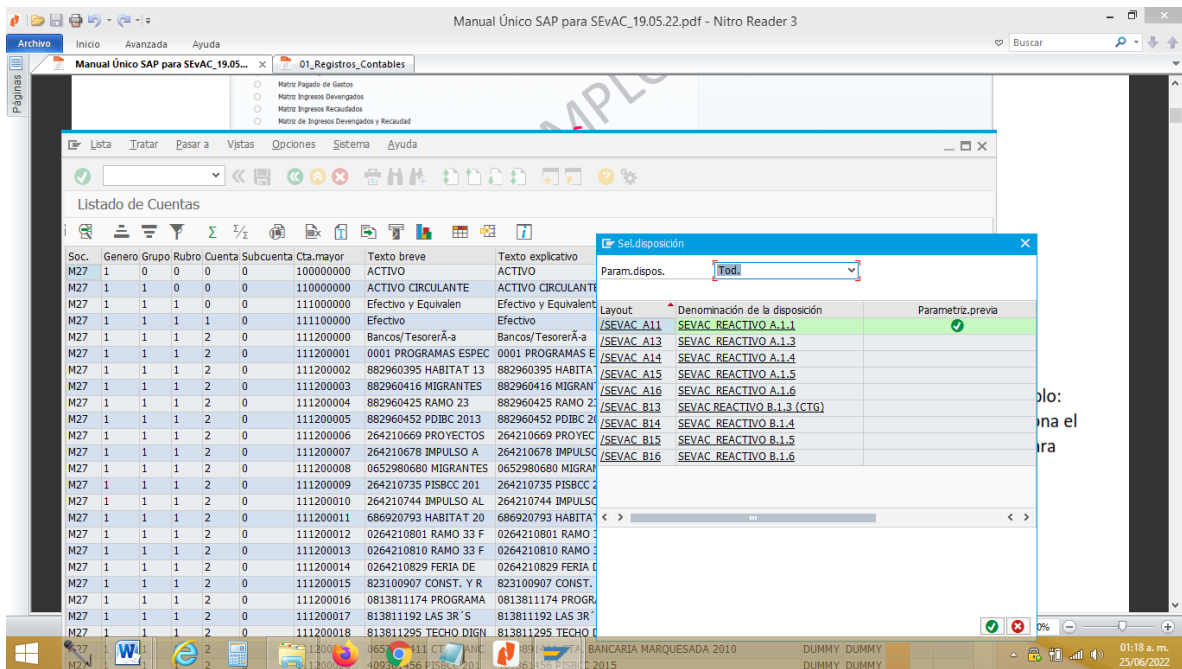 Manual Único SAP para SEvAC_19.05.22.pdf - Nitro Reader 3
Archivo Inicio Avanzada Ayuda Buscar
Manual Único SAP para SEvAC_19.05... x 01_Registros_Contables
Páginas
Matriz Pagado de Gastos
Matriz Ingresos Devengados
Matriz Ingresos Recaudados
Matriz de Ingresos Devengados y Recaudad
Lista Tratar Pasar a Vistas Opciones Sistema Ayuda
Listado de Cuentas
Soc. Genero Grupo Rubro Cuenta Subcuenta Cta.mayor Texto breve Texto explicativo
M27 1 0 0 0 0 100000000 ACTIVO ACTIVO
M27 1 1 0 0 0 110000000 ACTIVO CIRCULANTE ACTIVO CIRCULANTE
M27 1 1 1 0 0 111000000 Efectivo y Equivalen Efectivo y Equivalent
M27 1 1 1 1 0 111100000 Efectivo Efectivo
M27 1 1 1 2 0 111200000 Bancos/TesorerÃ-a Bancos/TesorerÃ-a
M27 1 1 1 2 0 111200001 0001 PROGRAMAS ESPEC 0001 PROGRAMAS E
M27 1 1 1 2 0 111200002 882960395 HABITAT 13 882960395 HABITAT
M27 1 1 1 2 0 111200003 882960416 MIGRANTES 882960416 MIGRAN
M27 1 1 1 2 0 111200004 882960425 RAMO 23 882960425 RAMO 23
M27 1 1 1 2 0 111200005 882960452 PDIBC 2013 882960452 PDIBC 20
M27 1 1 1 2 0 111200006 264210669 PROYECTOS 264210669 PROYEC
M27 1 1 1 2 0 111200007 264210678 IMPULSO A 264210678 IMPULSO
M27 1 1 1 2 0 111200008 0652980680 MIGRANTES 0652980680 MIGRAN
M27 1 1 1 2 0 111200009 264210735 PISBCC 201 264210735 PISBCC 2
M27 1 1 1 2 0 111200010 264210744 IMPULSO AL 264210744 IMPULSO
M27 1 1 1 2 0 111200011 686920793 HABITAT 20 686920793 HABITAT
M27 1 1 1 2 0 111200012 0264210801 RAMO 33 F 0264210801 RAMO 3
M27 1 1 1 2 0 111200013 0264210810 RAMO 33 F 0264210810 RAMO 3
M27 1 1 1 2 0 111200014 0264210829 FERIA DE 0264210829 FERIA D
M27 1 1 1 2 0 111200015 823100907 CONST. Y R 823100907 CONST.
M27 1 1 1 2 0 111200016 0813811174 PROGRAMA 0813811174 PROGR
M27 1 1 1 2 0 111200017 813811192 LAS 3R´S 813811192 LAS 3R´
M27 1 1 1 2 0 111200018 813811295 TECHO DIGN 813811295 TECHO D
BANCARIA MARQUESADA 2010 DUMMY DUMMY
2015 DUMMY DUMMY
Sel.disposición
Param.dispos. Tod.
Layout Denominación de la disposición Parametriz.previa
/SEVAC_A11 SEVAC REACTIVO A.1.1
/SEVAC_A13 SEVAC REACTIVO A.1.3
/SEVAC_A14 SEVAC REACTIVO A.1.4
/SEVAC_A15 SEVAC REACTIVO A.1.5
/SEVAC_A16 SEVAC REACTIVO A.1.6
/SEVAC_B13 SEVAC REACTIVO B.1.3 (CTG)
/SEVAC_B14 SEVAC REACTIVO B.1.4
/SEVAC_B15 SEVAC REACTIVO B.1.5
/SEVAC_B16 SEVAC REACTIVO B.1.6
plo:
ona el
ara
0%
01:18 a. m.
25/06/2022